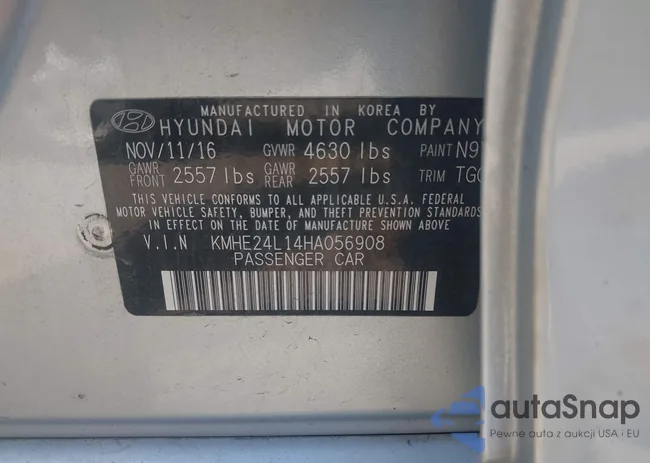 MANUFACTURED IN KOREA BY
HYUNDAI MOTOR COMPANY
NOV/11/16 GVWR 4630 lbs PAINT N9
GAWR FRONT 2557 lbs GAWR REAR 2557 lbs TRIM TG
THIS VEHICLE CONFORMS TO ALL APPLICABLE U.S.A. FEDERAL
MOTOR VEHICLE SAFETY, BUMPER, AND THEFT PREVENTION
STANDARDS IN EFFECT ON THE DATE OF MANUFACTURE SHOWN ABOVE
V.I.N KMHE24L14HA056908
PASSENGER CAR
autaSnap
Pewne auta z aukcji USA i EU